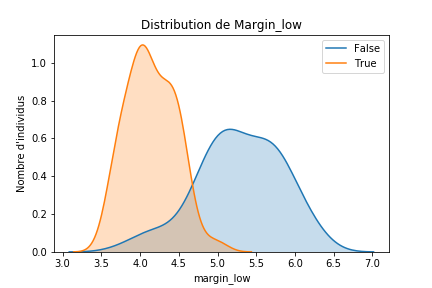 Distribution de Margin_low
False
True
Nombre d'individus
1.0
0.8
0.6
0.4
0.2
0.0
3.0 3.5 4.0 4.5 5.0 5.5 6.0 6.5 7.0
margin_low